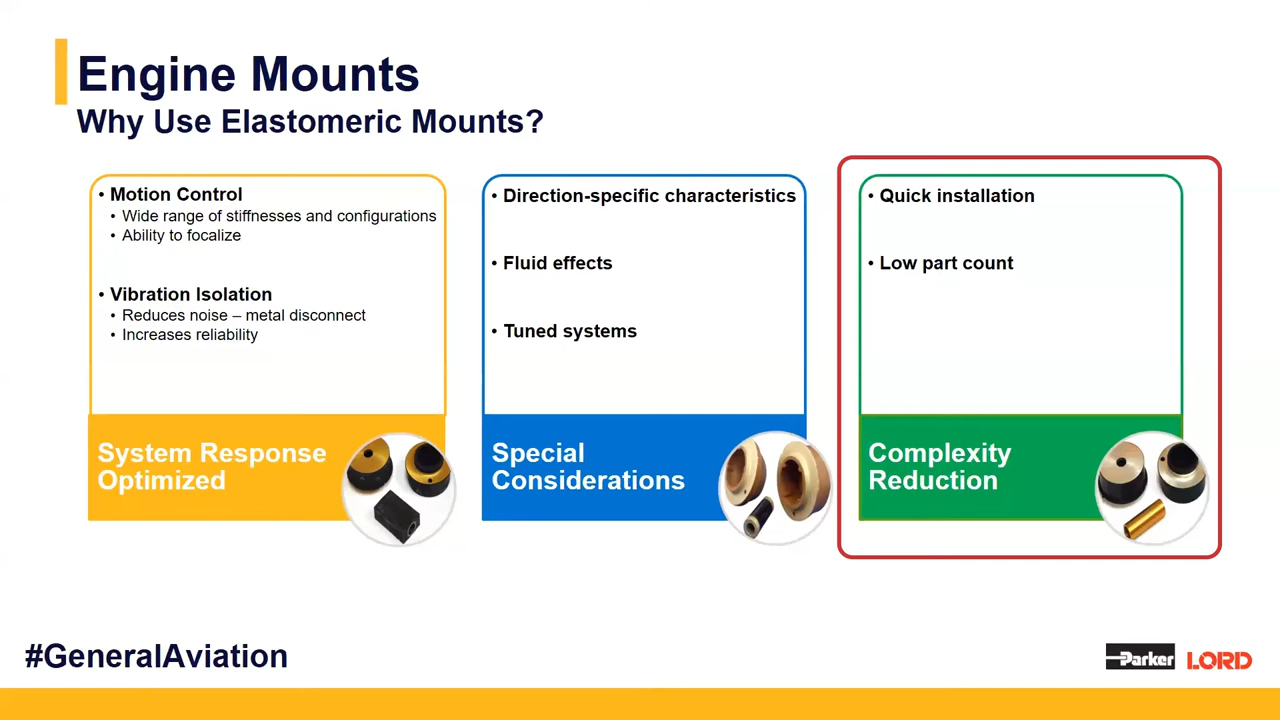 Engine Mounts
Why Use Elastomeric Mounts?
• Motion Control
• Wide range of stiffnesses and configurations
• Ability to focalize
• Vibration Isolation
• Reduces noise – metal disconnect
• Increases reliability
System Response
Optimized
• Direction-specific characteristics
• Fluid effects
• Tuned systems
Special
Considerations
• Quick installation
• Low part count
Complexity
Reduction
#GeneralAviation
Parker LORD